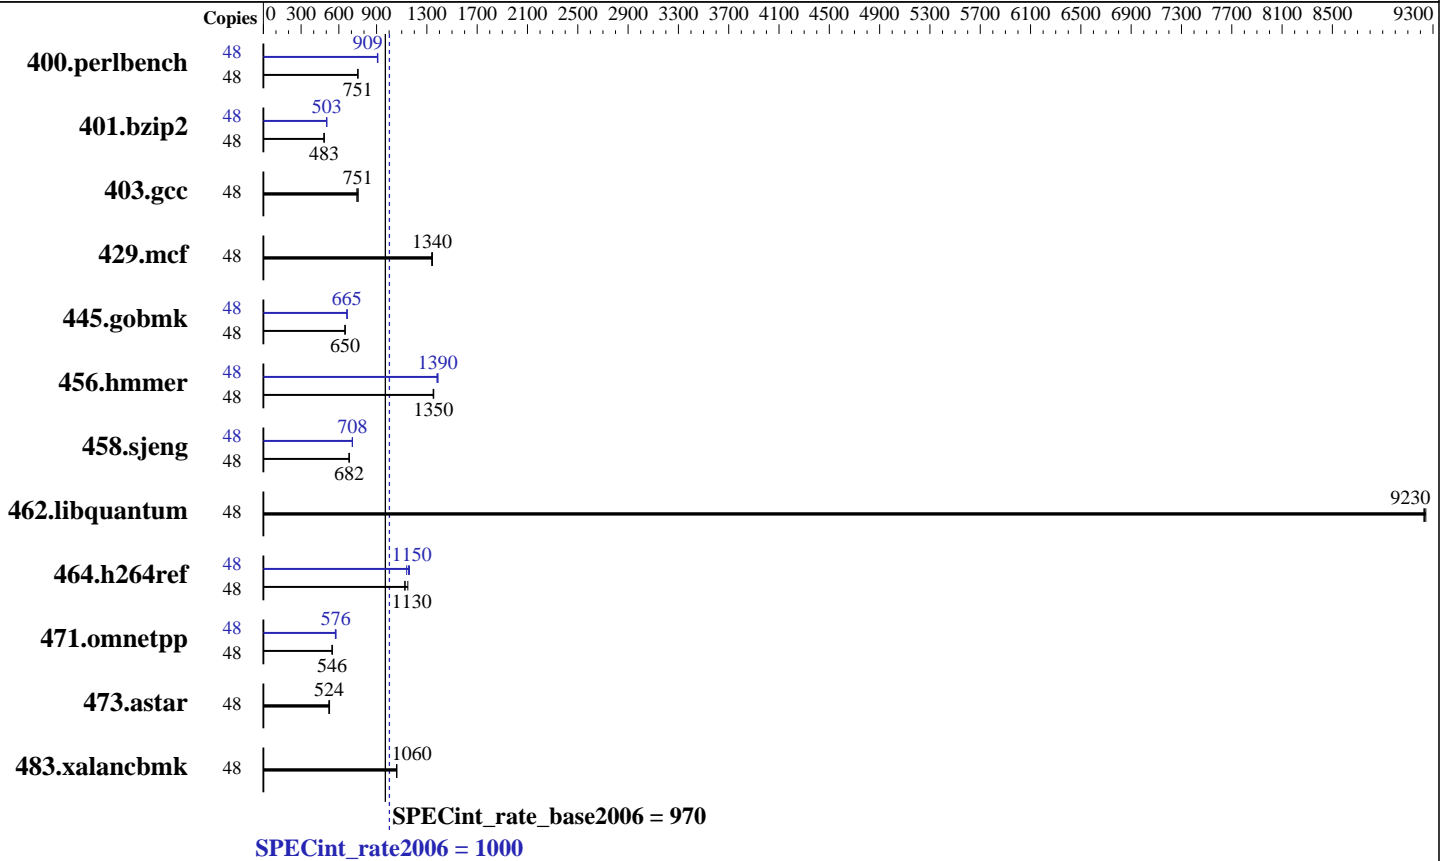 Copies 0 300 600 900 1300 1700 2100 2500 2900 3300 3700 4100 4500 4900 5300 5700 6100 6500 6900 7300 7700 8100 8500 9300
400.perlbench 48 909
48 751
401.bzip2 48 503
48 483
403.gcc 48 751
429.mcf 48 1340
445.gobmk 48 665
48 650
456.hmmer 48 1390
48 1350
458.sjeng 48 708
48 682
462.libquantum 48 9230
464.h264ref 48 1150
48 1130
471.omnetpp 48 576
48 546
473.astar 48 524
483.xalancbmk 48 1060
SPECint_rate_base2006 = 970
SPECint_rate2006 = 1000